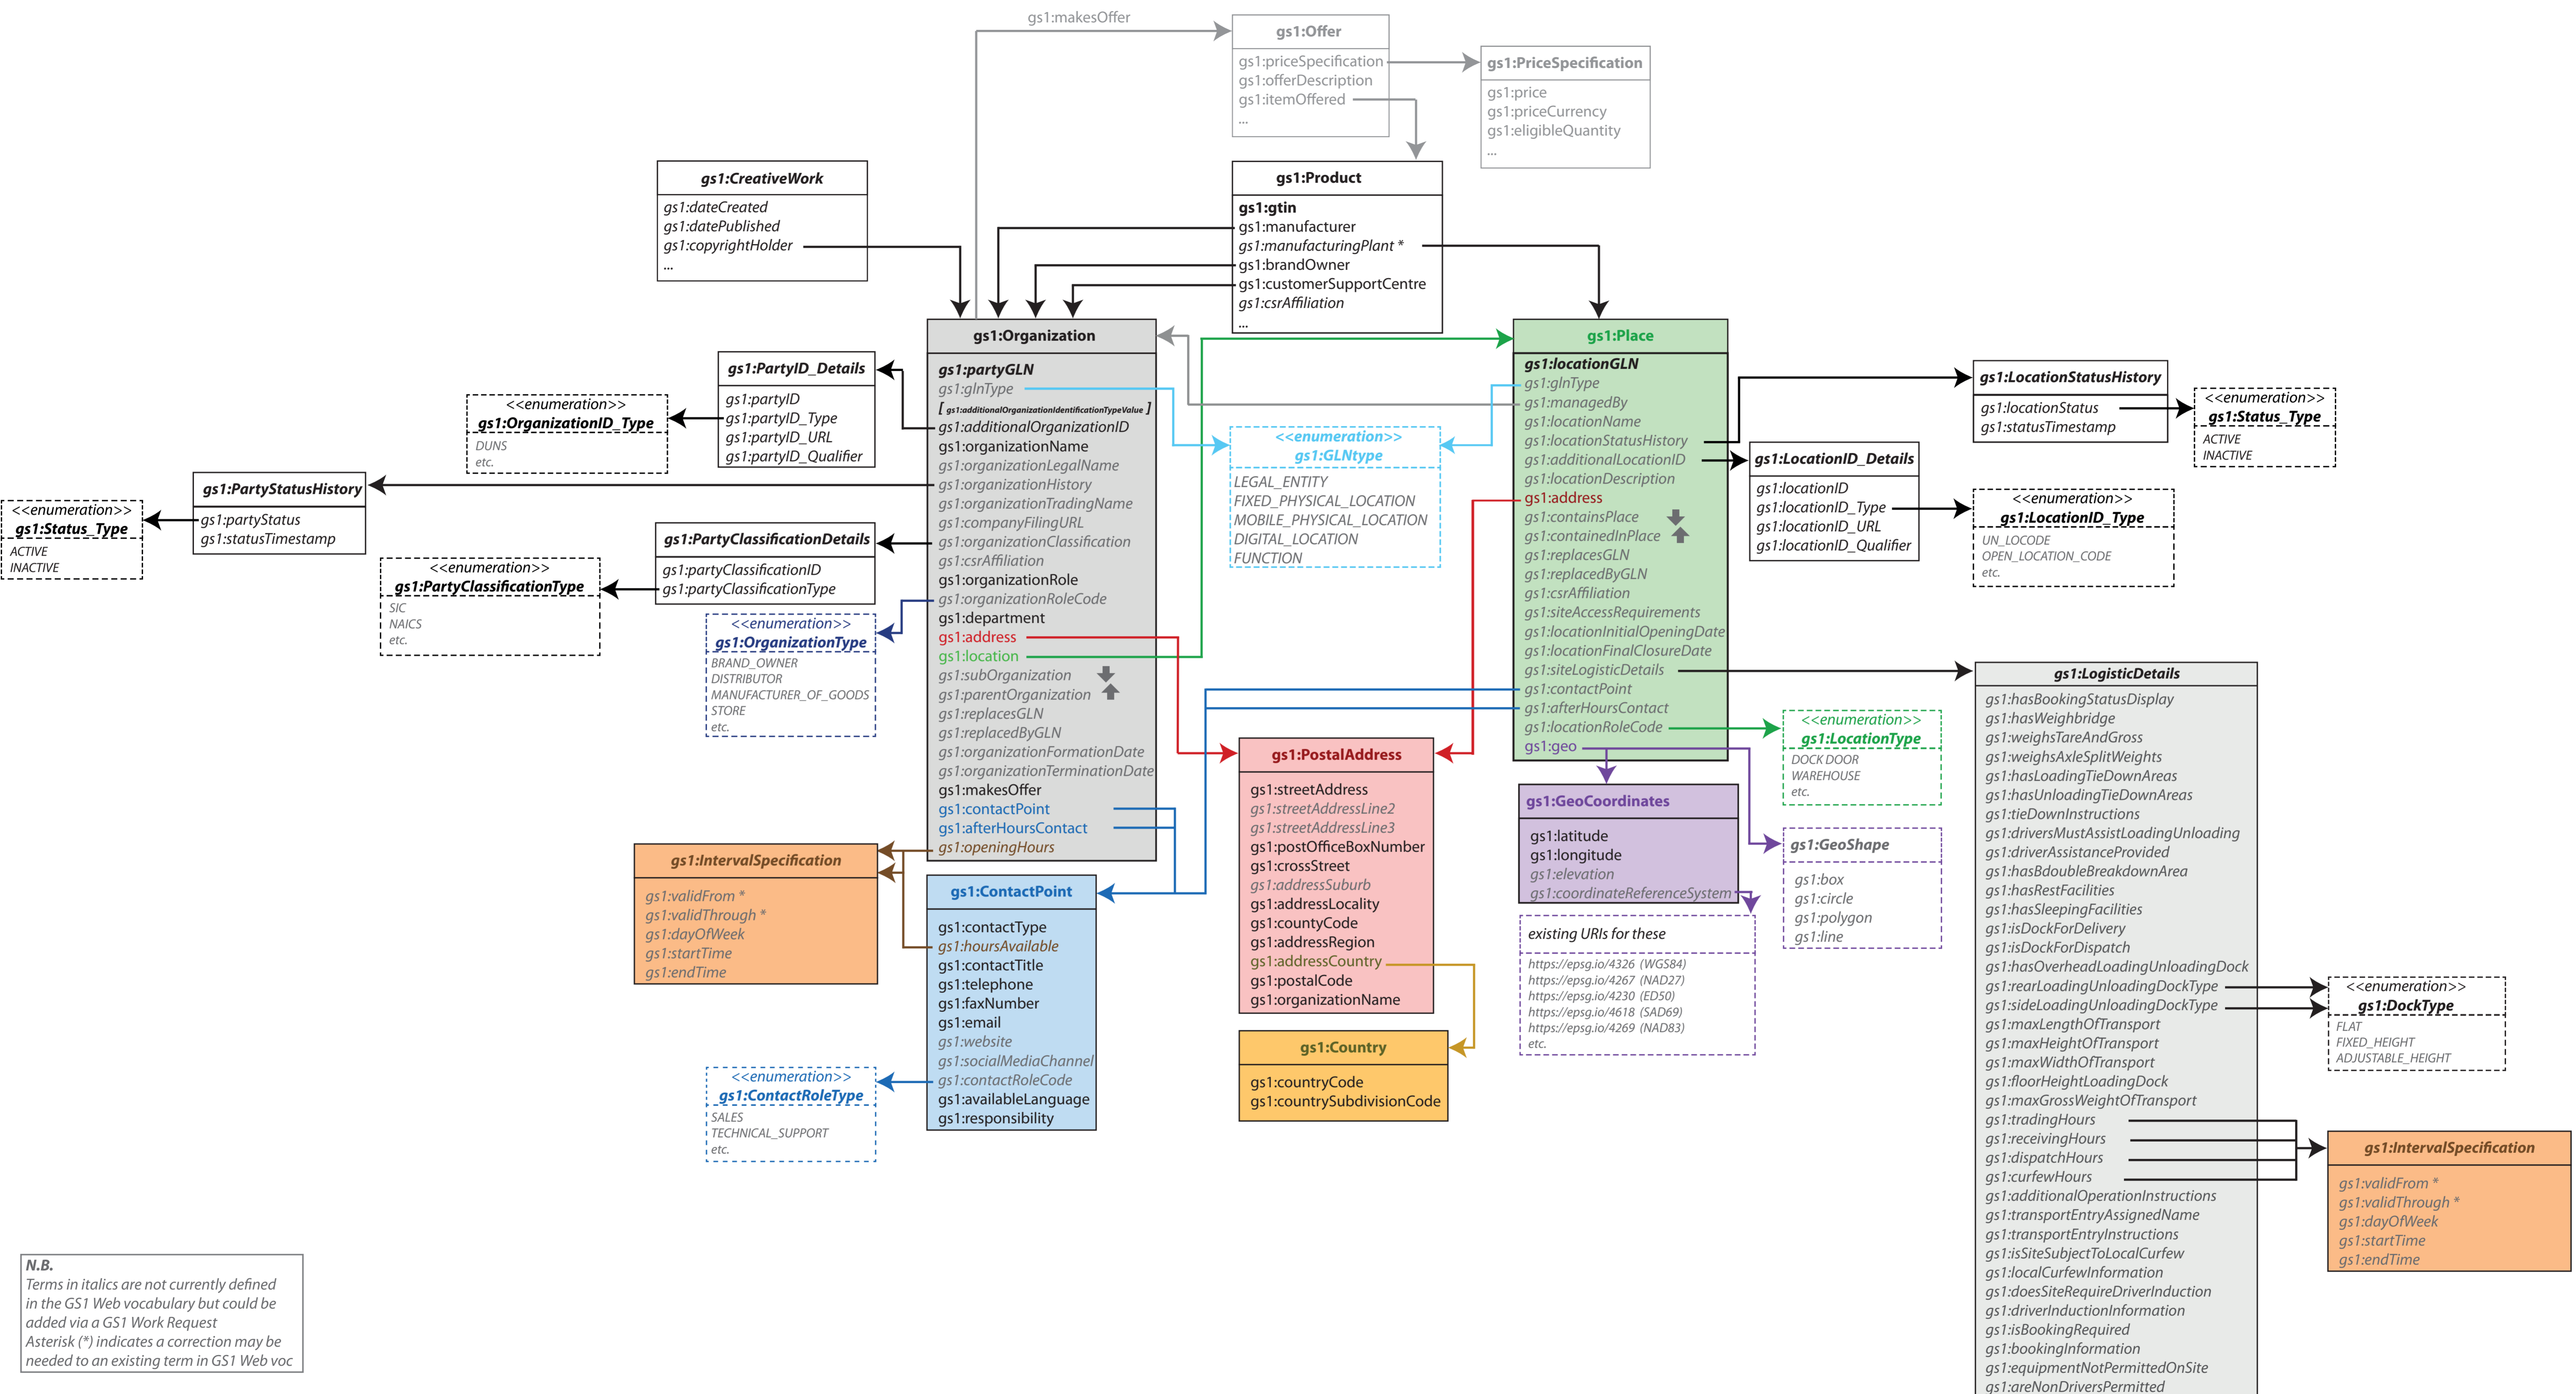 gs1:makesOffer
gs1:Offer
gs1:priceSpecification
gs1:offerDescription
gs1:itemOffered
...
gs1:PriceSpecification
gs1:price
gs1:priceCurrency
gs1:eligibleQuantity
...
gs1:CreativeWork
gs1:dateCreated
gs1:datePublished
gs1:copyrightHolder
...
gs1:Product
gs1:gtin
gs1:manufacturer
gs1:manufacturingPlant *
gs1:brandOwner
gs1:customerSupportCentre
gs1:csrAffiliation
...
gs1:Organization
gs1:partyGLN
gs1:glnType
[ gs1:additionalOrganizationIdentificationTypeValue ]
gs1:additionalOrganizationID
gs1:organizationName
gs1:organizationLegalName
gs1:organizationHistory
gs1:organizationTradingName
gs1:companyFilingURL
gs1:organizationClassification
gs1:csrAffiliation
gs1:organizationRole
gs1:organizationRoleCode
gs1:department
gs1:address
gs1:location
gs1:subOrganization
gs1:parentOrganization
gs1:replacesGLN
gs1:replacedByGLN
gs1:organizationFormationDate
gs1:organizationTerminationDate
gs1:makesOffer
gs1:contactPoint
gs1:afterHoursContact
gs1:openingHours
gs1:PartyID_Details
gs1:partyID
gs1:partyID_Type
gs1:partyID_URL
gs1:partyID_Qualifier
<<enumeration>>
gs1:OrganizationID_Type
DUNS
etc.
gs1:PartyStatusHistory
gs1:partyStatus
gs1:statusTimestamp
<<enumeration>>
gs1:Status_Type
ACTIVE
INACTIVE
gs1:PartyClassificationDetails
gs1:partyClassificationID
gs1:partyClassificationType
<<enumeration>>
gs1:PartyClassificationType
SIC
NAICS
etc.
<<enumeration>>
gs1:OrganizationType
BRAND_OWNER
DISTRIBUTOR
MANUFACTURER_OF_GOODS
STORE
etc.
<<enumeration>>
gs1:GLNtype
LEGAL_ENTITY
FIXED_PHYSICAL_LOCATION
MOBILE_PHYSICAL_LOCATION
DIGITAL_LOCATION
FUNCTION
gs1:Place
gs1:locationGLN
gs1:glnType
gs1:managedBy
gs1:locationName
gs1:locationStatusHistory
gs1:additionalLocationID
gs1:locationDescription
gs1:address
gs1:containsPlace
gs1:containedInPlace
gs1:replacesGLN
gs1:replacedByGLN
gs1:csrAffiliation
gs1:siteAccessRequirements
gs1:locationInitialOpeningDate
gs1:locationFinalClosureDate
gs1:siteLogisticDetails
gs1:contactPoint
gs1:afterHoursContact
gs1:locationRoleCode
gs1:geo
gs1:LocationStatusHistory
gs1:locationStatus
gs1:statusTimestamp
<<enumeration>>
gs1:Status_Type
ACTIVE
INACTIVE
gs1:LocationID_Details
gs1:locationID
gs1:locationID_Type
gs1:locationID_URL
gs1:locationID_Qualifier
<<enumeration>>
gs1:LocationID_Type
UN_LOCODE
OPEN_LOCATION_CODE
etc.
<<enumeration>>
gs1:LocationType
DOCK DOOR
WAREHOUSE
etc.
gs1:IntervalSpecification
gs1:validFrom *
gs1:validThrough *
gs1:dayOfWeek
gs1:startTime
gs1:endTime
gs1:ContactPoint
gs1:contactType
gs1:hoursAvailable
gs1:contactTitle
gs1:telephone
gs1:faxNumber
gs1:email
gs1:website
gs1:socialMediaChannel
gs1:contactRoleCode
gs1:availableLanguage
gs1:responsibility
<<enumeration>>
gs1:ContactRoleType
SALES
TECHNICAL_SUPPORT
etc.
gs1:PostalAddress
gs1:streetAddress
gs1:streetAddressLine2
gs1:streetAddressLine3
gs1:postOfficeBoxNumber
gs1:crossStreet
gs1:addressSuburb
gs1:addressLocality
gs1:countyCode
gs1:addressRegion
gs1:addressCountry
gs1:postalCode
gs1:organizationName
gs1:Country
gs1:countryCode
gs1:countrySubdivisionCode
gs1:GeoCoordinates
gs1:latitude
gs1:longitude
gs1:elevation
gs1:coordinateReferenceSystem
existing URIs for these
https://epsg.io/4326 (WGS84)
https://epsg.io/4267 (NAD27)
https://epsg.io/4230 (ED50)
https://epsg.io/4618 (SAD69)
https://epsg.io/4269 (NAD83)
etc.
gs1:GeoShape
gs1:box
gs1:circle
gs1:polygon
gs1:line
gs1:LogisticDetails
gs1:hasBookingStatusDisplay
gs1:hasWeighbridge
gs1:weighsTareAndGross
gs1:weighsAxleSplitWeights
gs1:hasLoadingTieDownAreas
gs1:hasUnloadingTieDownAreas
gs1:tieDownInstructions
gs1:driversMustAssistLoadingUnloading
gs1:driverAssistanceProvided
gs1:hasBdoubleBreakdownArea
gs1:hasRestFacilities
gs1:hasSleepingFacilities
gs1:isDockForDelivery
gs1:isDockForDispatch
gs1:hasOverheadLoadingUnloadingDock
gs1:rearLoadingUnloadingDockType
gs1:sideLoadingUnloadingDockType
gs1:maxLengthOfTransport
gs1:maxHeightOfTransport
gs1:maxWidthOfTransport
gs1:floorHeightLoadingDock
gs1:maxGrossWeightOfTransport
gs1:tradingHours
gs1:receivingHours
gs1:dispatchHours
gs1:curfewHours
gs1:additionalOperationInstructions
gs1:transportEntryAssignedName
gs1:transportEntryInstructions
gs1:isSiteSubjectToLocalCurfew
gs1:localCurfewInformation
gs1:doesSiteRequireDriverInduction
gs1:driverInductionInformation
gs1:isBookingRequired
gs1:bookingInformation
gs1:equipmentNotPermittedOnSite
gs1:areNonDriversPermitted
<<enumeration>>
gs1:DockType
FLAT
FIXED_HEIGHT
ADJUSTABLE_HEIGHT
gs1:IntervalSpecification
gs1:validFrom *
gs1:validThrough *
gs1:dayOfWeek
gs1:startTime
gs1:endTime
N.B.
Terms in italics are not currently defined
in the GS1 Web vocabulary but could be
added via a GS1 Work Request
Asterisk (*) indicates a correction may be
needed to an existing term in GS1 Web voc